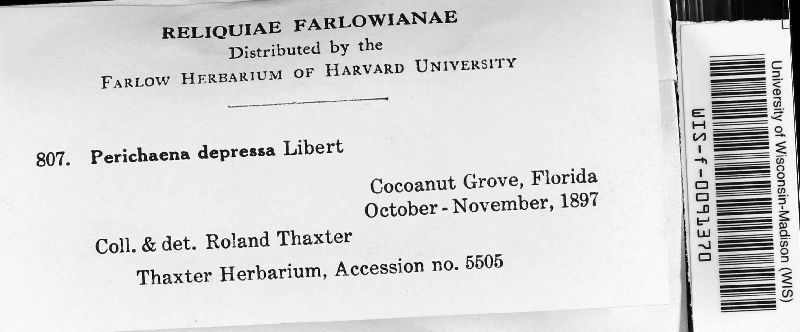 RELIQUIAE FARLOWIANAE
Distributed by the
FARLOW HERBARIUM OF HARVARD UNIVERSITY
807. Perichaena depressa Libert
Cocoanut Grove, Florida
October - November, 1897
Coll. & det. Roland Thaxter
Thaxter Herbarium, Accession no. 5505
University of Wisconsin-Madison (WIS)
WIS-f-0091370